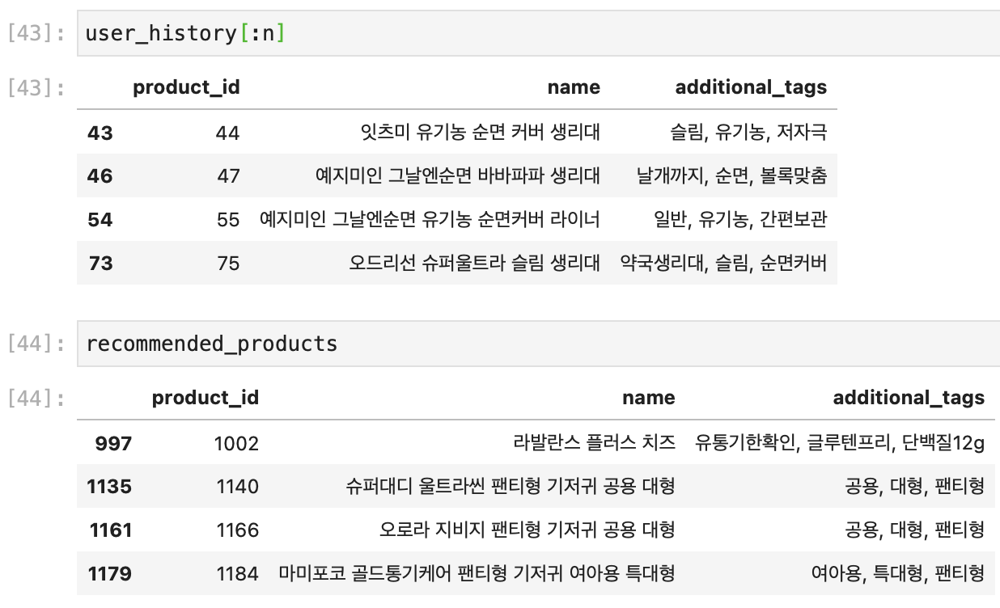 [43]: user_history[:n]
[43]: product_id name additional_tags
43 44 잇츠미 유기농 순면 커버 생리대 슬림, 유기농, 저자극
46 47 예지미인 그날엔순면 바바파파 생리대 날개까지, 순면, 볼록맞춤
54 55 예지미인 그날엔순면 유기농 순면커버 라이너 일반, 유기농, 간편보관
73 75 오드리선 슈퍼울트라 슬림 생리대 약국생리대, 슬림, 순면커버
[44]: recommended_products
[44]: product_id name additional_tags
997 1002 라발란스 플러스 치즈 유통기한확인, 글루텐프리, 단백질12g
1135 1140 슈퍼대디 울트라씬 팬티형 기저귀 공용 대형 공용, 대형, 팬티형
1161 1166 오로라 지비지 팬티형 기저귀 공용 대형 공용, 대형, 팬티형
1179 1184 마미포코 골드통기케어 팬티형 기저귀 여아용 특대형 여아용, 특대형, 팬티형